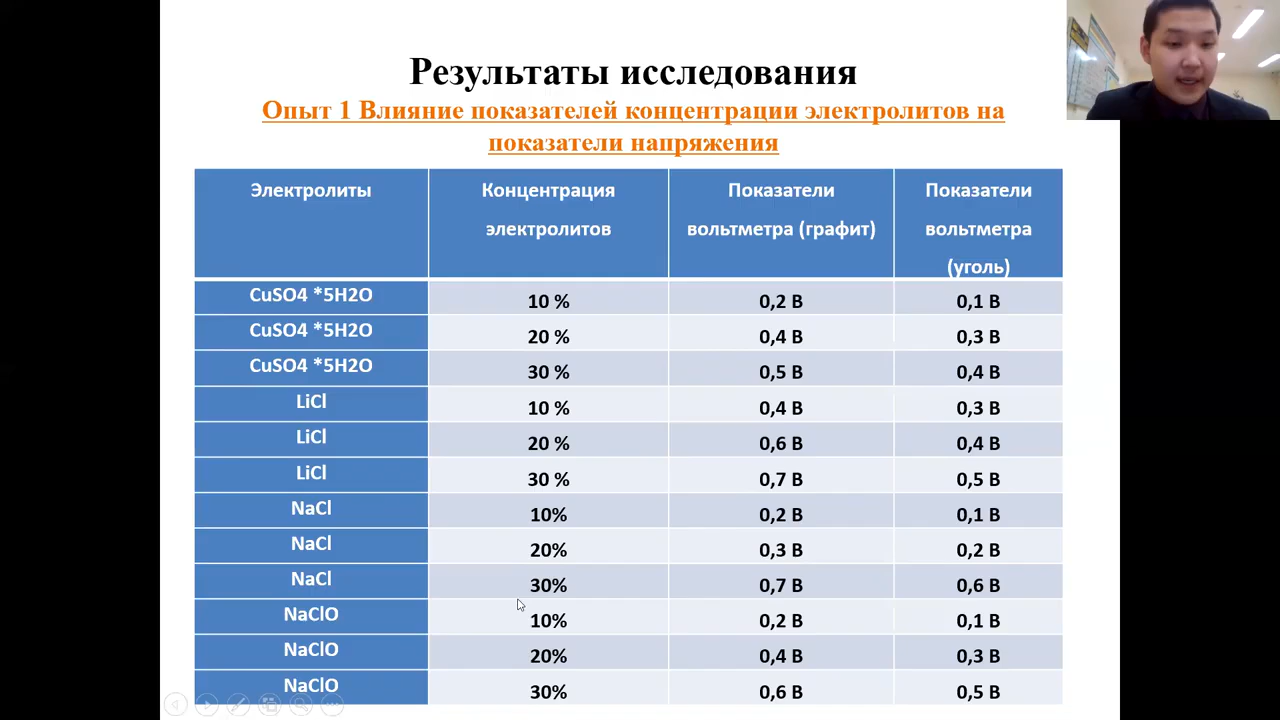 Результаты исследования
Опыт 1 Влияние показателей концентрации электролитов на
показатели напряжения
Электролиты Концентрация электролитов Показатели вольтметра (графит) Показатели вольтметра (уголь)
CuSO4 *5H2O 10 % 0,2 В 0,1 В
CuSO4 *5H2O 20 % 0,4 В 0,3 В
CuSO4 *5H2O 30 % 0,5 В 0,4 В
LiCl 10 % 0,4 В 0,3 В
LiCl 20 % 0,6 В 0,4 В
LiCl 30 % 0,7 В 0,5 В
NaCl 10% 0,2 В 0,1 В
NaCl 20% 0,3 В 0,2 В
NaCl 30% 0,7 В 0,6 В
NaClO 10% 0,2 В 0,1 В
NaClO 20% 0,4 В 0,3 В
NaClO 30% 0,6 В 0,5 В